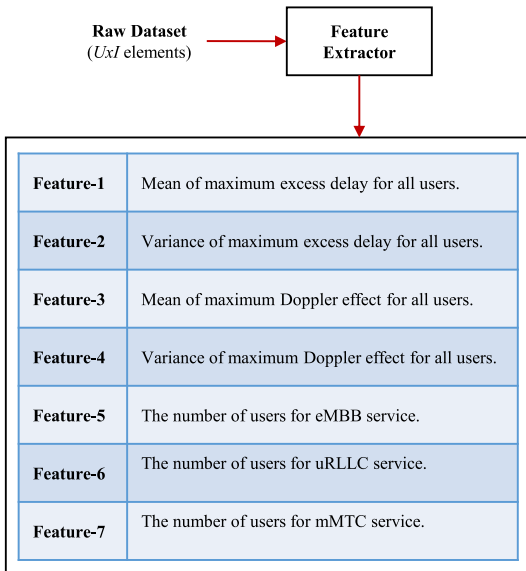 Raw Dataset
(UxI elements)
Feature
Extractor
Feature-1 Mean of maximum excess delay for all users.
Feature-2 Variance of maximum excess delay for all users.
Feature-3 Mean of maximum Doppler effect for all users.
Feature-4 Variance of maximum Doppler effect for all users.
Feature-5 The number of users for eMBB service.
Feature-6 The number of users for uRLLC service.
Feature-7 The number of users for mMTC service.